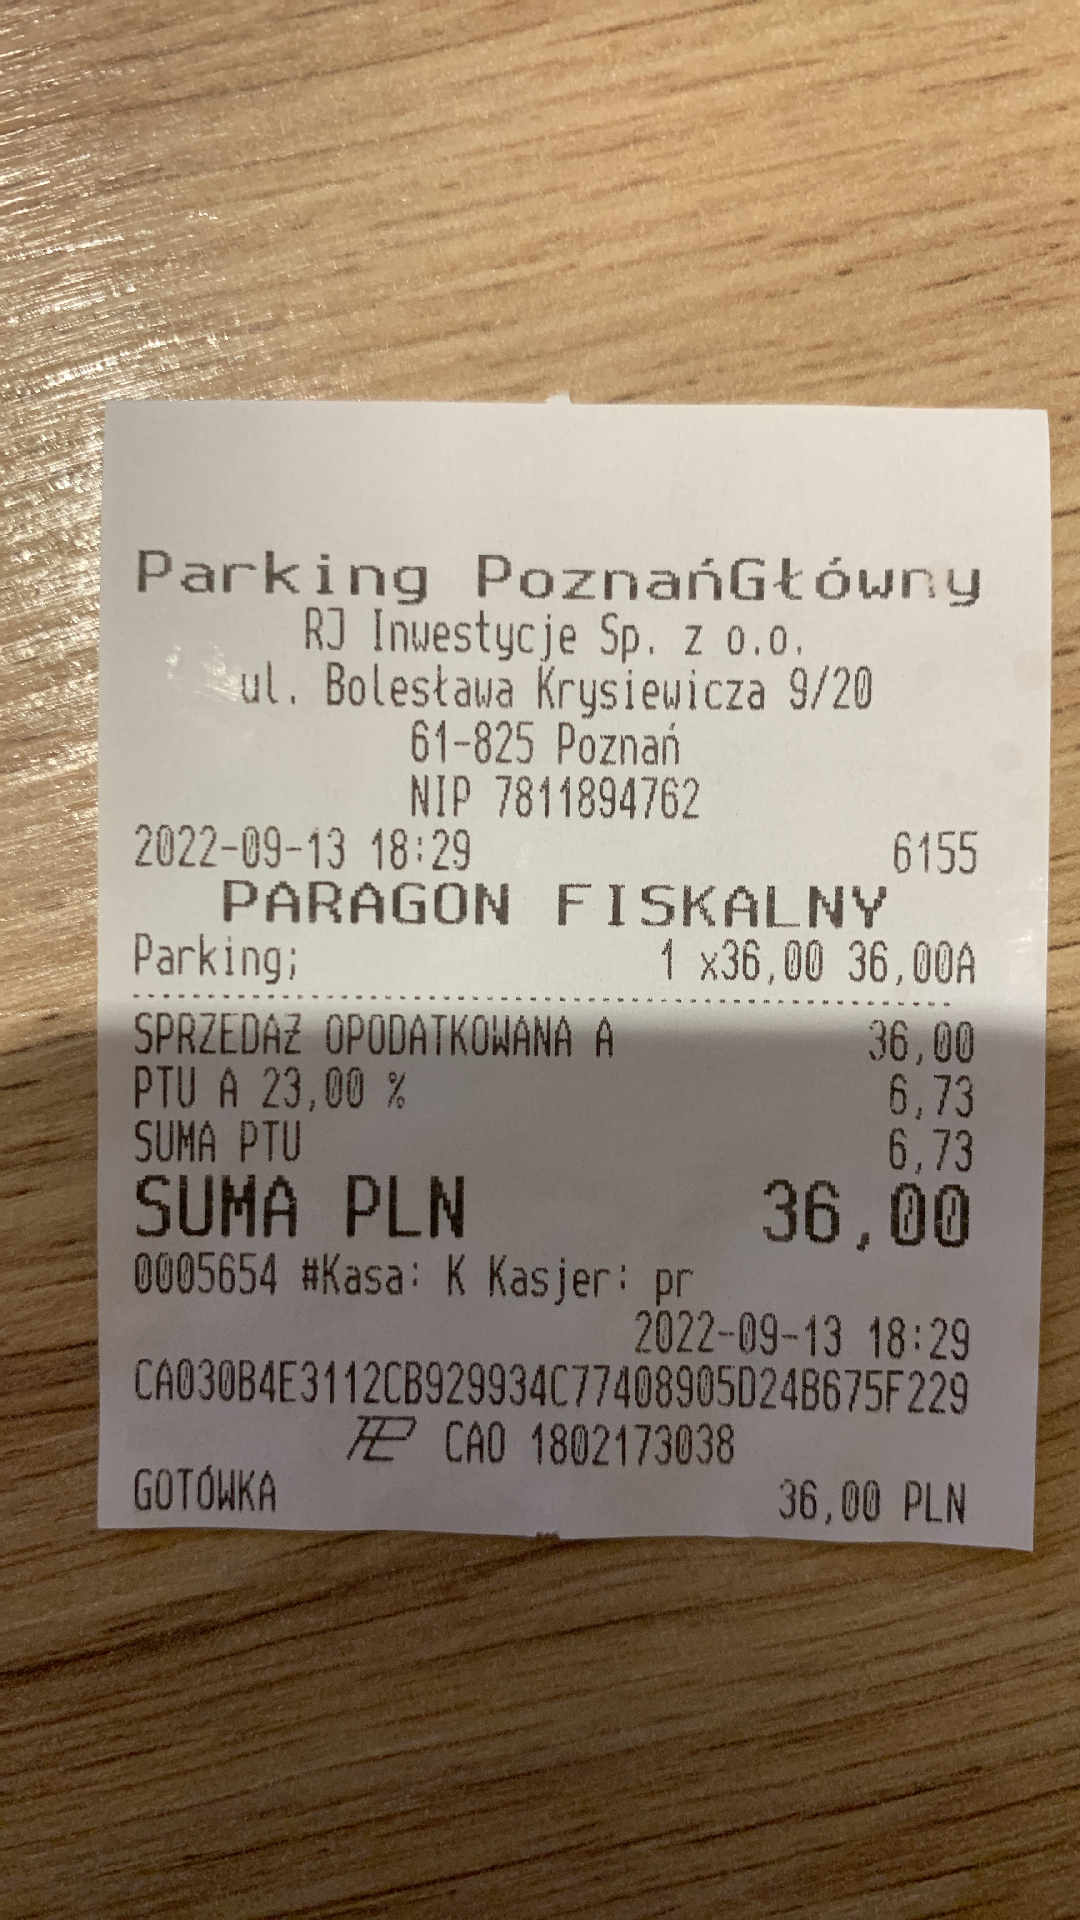 Parking PoznańGłówny
RJ Inwestycje Sp. z o.o.
ul. Bolesława Krysiewicza 9/20
61-825 Poznań
NIP 7811894762
2022-09-13 18:29 6155
PARAGON FISKALNY
Parking; 1 x36,00 36,00A
SPRZEDAŻ OPODATKOWANA A 36,00
PTU A 23,00 % 6,73
SUMA PTU 6,73
SUMA PLN 36,00
0005654 #Kasa: K Kasjer: pr
2022-09-13 18:29
CA030B4E3112CB929934C77408905D24B675F229
CAO 1802173038
GOTÓWKA 36,00 PLN